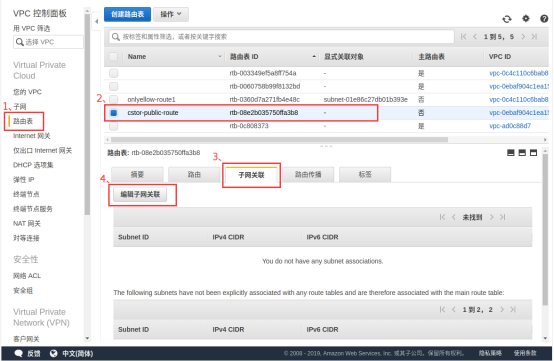 VPC 控制面板
用 VPC 筛选
选择 VPC
Virtual Private
Cloud
您的 VPC
1、
子网
路由表
Internet 网关
仅出口 Internet 网关
DHCP 选项集
弹性 IP
终端节点
终端节点服务
NAT 网关
对等连接
安全性
网络 ACL
安全组
Virtual Private
Network (VPN)
客户网关
创建路由表 操作
按标签和属性筛选，或者按关键字搜索
1 到 5，5
Name 路由表 ID 显式关联对象 主路由表 VPC ID
rtb-003349ef5a8ff754a - 是 vpc-0c4c110c6bab8
rtb-0060758b99f8132bd - 是 vpc-0ebaf904c1ea15
2、
onlyellow-route1 rtb-0360d7a271fb4e48c subnet-01e86c27db01b393e 否 vpc-0c4c110c6bab8
cstor-public-route rtb-08e2b035750ffa3b8 - 否 vpc-0ebaf904c1ea15
rtb-0c808373 - 是 vpc-ad0c88d7
路由表: rtb-08e2b035750ffa3b8
3、
摘要 路由 子网关联 路由传播 标签
4、
编辑子网关联
未找到
Subnet ID IPv4 CIDR IPv6 CIDR
You do not have any subnet associations.
The following subnets have not been explicitly associated with any route tables and are therefore associated with the main route table:
1 到 2，2
Subnet ID IPv4 CIDR IPv6 CIDR
反馈 中文(简体)
© 2008 - 2019, Amazon Web Services, Inc. 或其子公司。保留所有权利。 隐私策略 使用条款